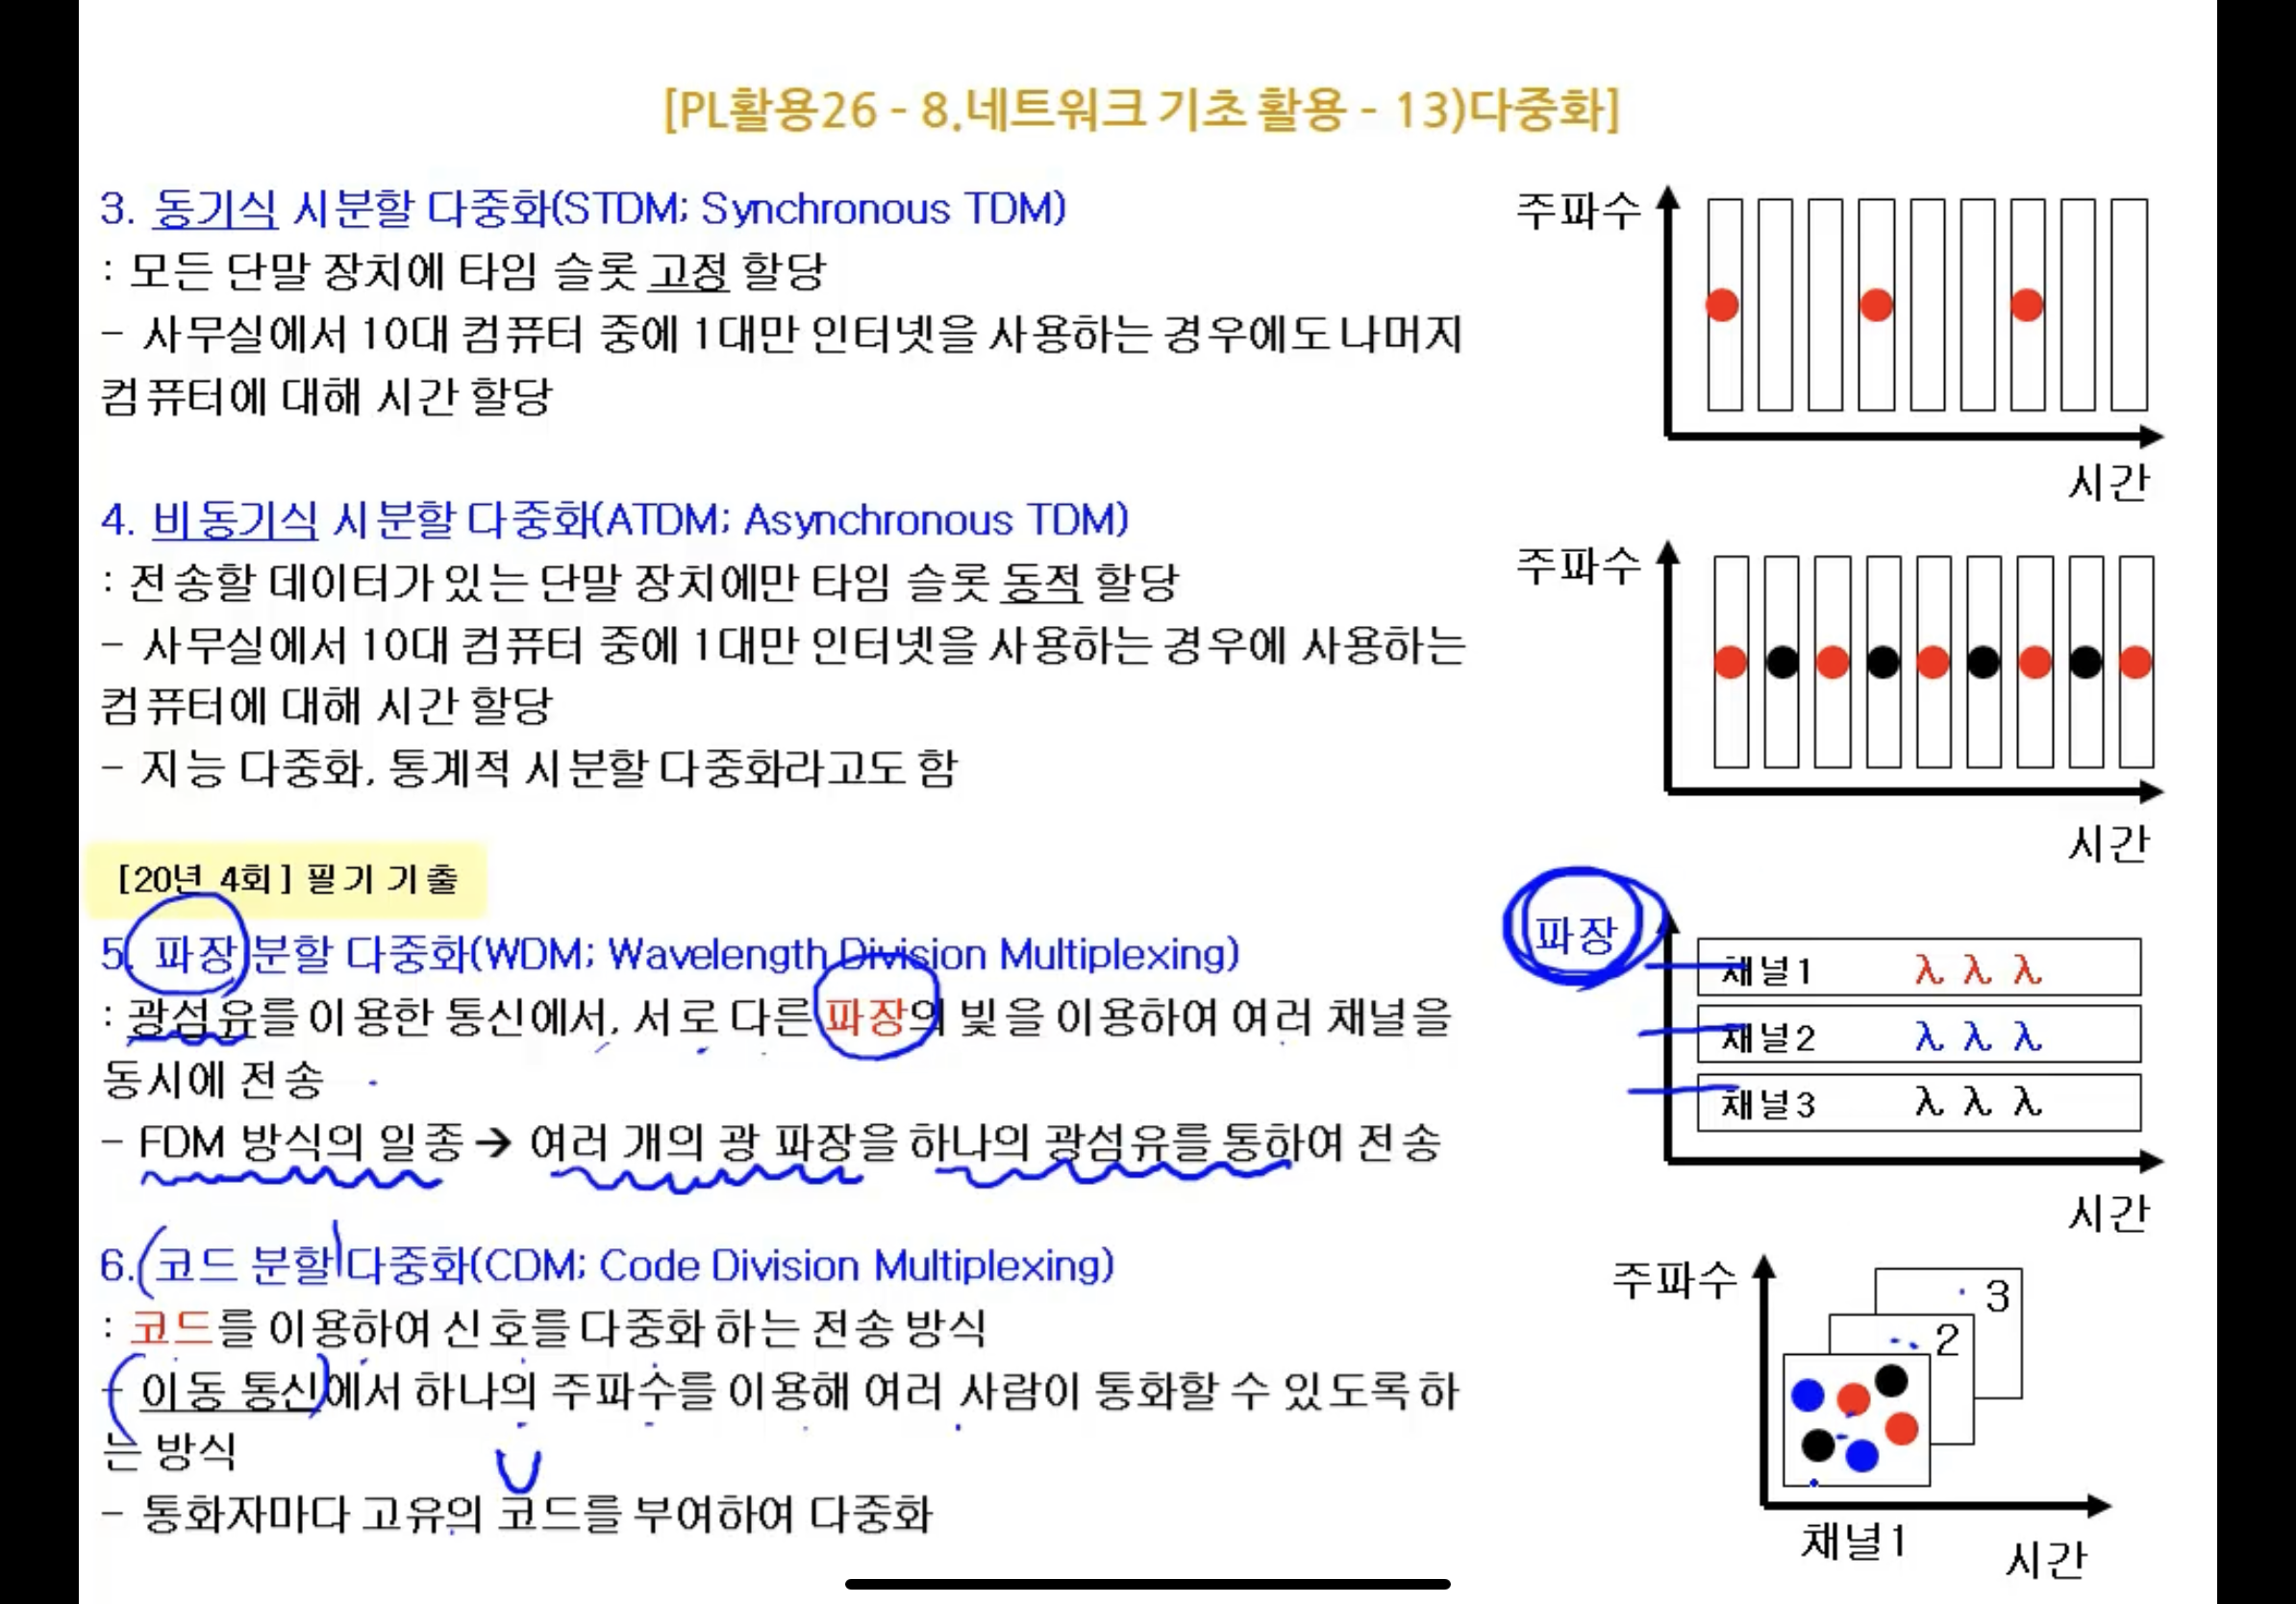 [PL활용26 - 8.네트워크 기초 활용 - 13)다중화]
3. 동기식 시분할 다중화(STDM; Synchronous TDM)
: 모든 단말 장치에 타임 슬롯 고정 할당
- 사무실에서 10대 컴퓨터 중에 1대만 인터넷을 사용하는 경우에도 나머지
컴퓨터에 대해 시간 할당
주파수
시간
4. 비동기식 시분할 다중화(ATDM; Asynchronous TDM)
: 전송할 데이터가 있는 단말 장치에만 타임 슬롯 동적 할당
- 사무실에서 10대 컴퓨터 중에 1대만 인터넷을 사용하는 경우에 사용하는
컴퓨터에 대해 시간 할당
- 지능 다중화, 통계적 시분할 다중화라고도 함
주파수
시간
[20년 4회] 필기 기출
5. 파장 분할 다중화(WDM; Wavelength Division Multiplexing)
: 광섬유를 이용한 통신에서, 서로 다른 파장의 빛을 이용하여 여러 채널을
동시에 전송
- FDM 방식의 일종 → 여러 개의 광 파장을 하나의 광섬유를 통하여 전송
파장
채널1 λ λ λ
채널2 λ λ λ
채널3 λ λ λ
시간
6. 코드 분할 다중화(CDM; Code Division Multiplexing)
: 코드를 이용하여 신호를 다중화 하는 전송 방식
- 이동 통신에서 하나의 주파수를 이용해 여러 사람이 통화할 수 있도록 하
는 방식
- 통화자마다 고유의 코드를 부여하여 다중화
주파수
3
2
채널1
시간